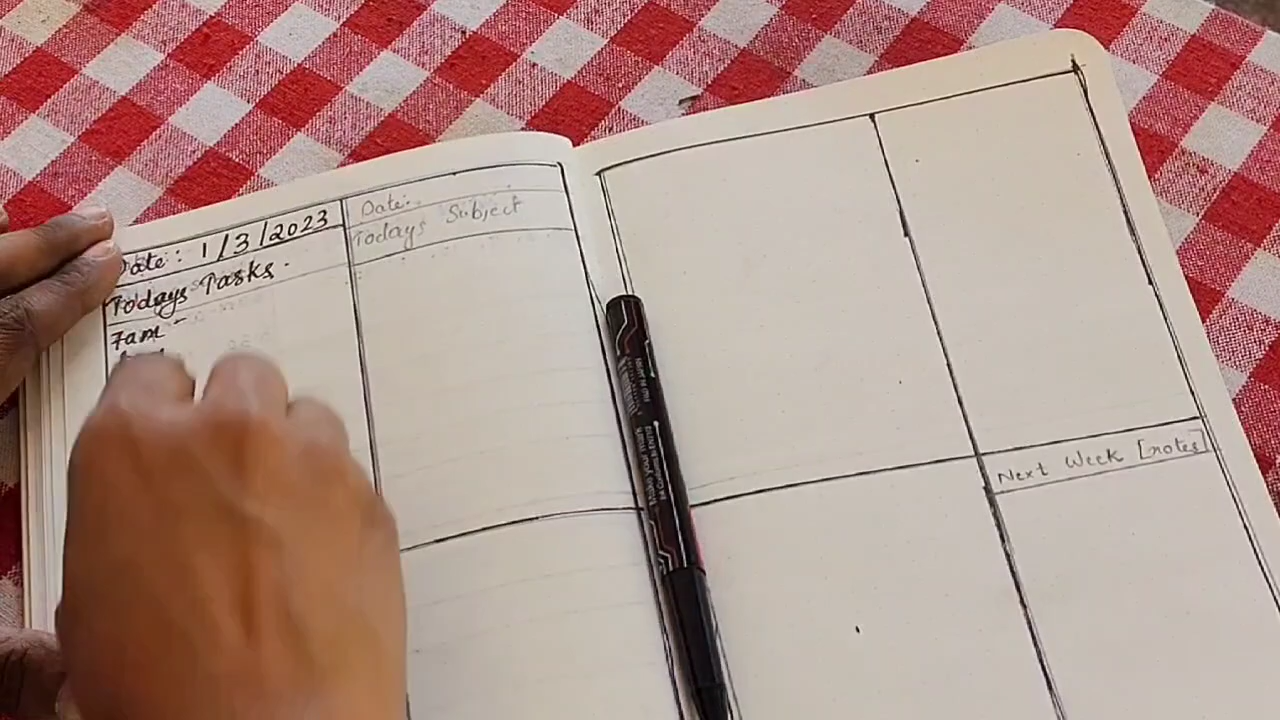 Date: 1/3/2023
Todays Tasks.
7am -
Date:.
Todays Subject
Next Week [notes]